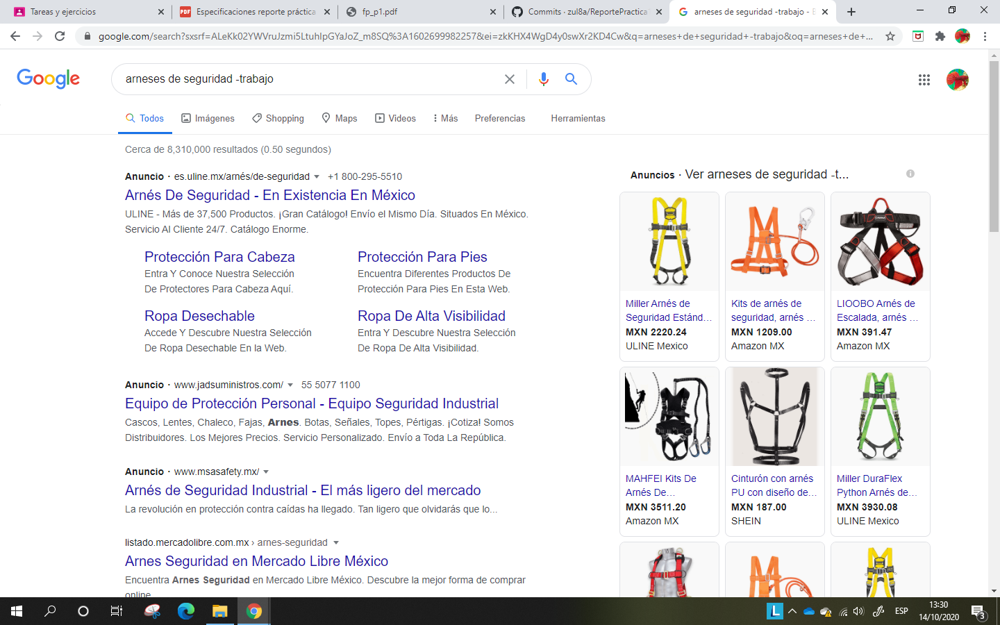 Tareas y ejercicios
Especificaciones reporte práctica
fp_p1.pdf
Commits · zul8a/ReportePractica
arneses de seguridad -trabajo - B
google.com/search?sxsrf=ALeKk02YWVruJzmi5LtuhIpGYaJoZ_m8SQ%3A1602699982257&ei=zkKHX4WgD4y0swXr2KD4Cw&q=arneses+de+seguridad+-trabajo&oq=arneses+de+...
Google
arneses de seguridad -trabajo
Todos
Imágenes
Shopping
Maps
Videos
Más
Preferencias
Herramientas
Cerca de 8,310,000 resultados (0.50 segundos)
Anuncio · es.uline.mx/arnés/de-seguridad +1 800-295-5510
Arnés De Seguridad - En Existencia En México
ULINE - Más de 37,500 Productos. ¡Gran Catálogo! Envío el Mismo Día. Situados En México.
Servicio Al Cliente 24/7. Catálogo Enorme.
Protección Para Cabeza
Entra Y Conoce Nuestra Selección
De Protectores Para Cabeza Aquí.
Protección Para Pies
Encuentra Diferentes Productos De
Protección Para Pies En Esta Web.
Ropa Desechable
Accede Y Descubre Nuestra Selección
De Ropa Desechable En la Web.
Ropa De Alta Visibilidad
Entra Y Descubre Nuestra Selección
De Ropa De Alta Visibilidad.
Anuncio · www.jadsuministros.com/ 55 5077 1100
Equipo de Protección Personal - Equipo Seguridad Industrial
Cascos, Lentes, Chaleco, Fajas, Arnes. Botas, Señales, Topes, Pértigas. ¡Cotiza! Somos
Distribuidores. Los Mejores Precios. Servicio Personalizado. Envío a Toda La República.
Anuncio · www.msasafety.mx/
Arnés de Seguridad Industrial - El más ligero del mercado
La revolución en protección contra caídas ha llegado. Tan ligero que olvidarás que lo...
listado.mercadolibre.com.mx › arnes-seguridad
Arnes Seguridad en Mercado Libre México
Encuentra Arnes Seguridad en Mercado Libre México. Descubre la mejor forma de comprar
online.
Anuncios · Ver arneses de seguridad -t...
Miller Arnés de
Seguridad Estánd...
MXN 2220.24
ULINE Mexico
Kits de arnés de
seguridad, arnés ...
MXN 1209.00
Amazon MX
LIOOBO Arnés de
Escalada, arnés ...
MXN 391.47
Amazon MX
MAHFEI Kits De
Arnés De...
MXN 3511.20
Amazon MX
Cinturón con arnés
PU con diseño de...
MXN 187.00
SHEIN
Miller DuraFlex
Python Arnés de...
MXN 3930.08
ULINE Mexico
L
ESP
13:30
14/10/2020
3